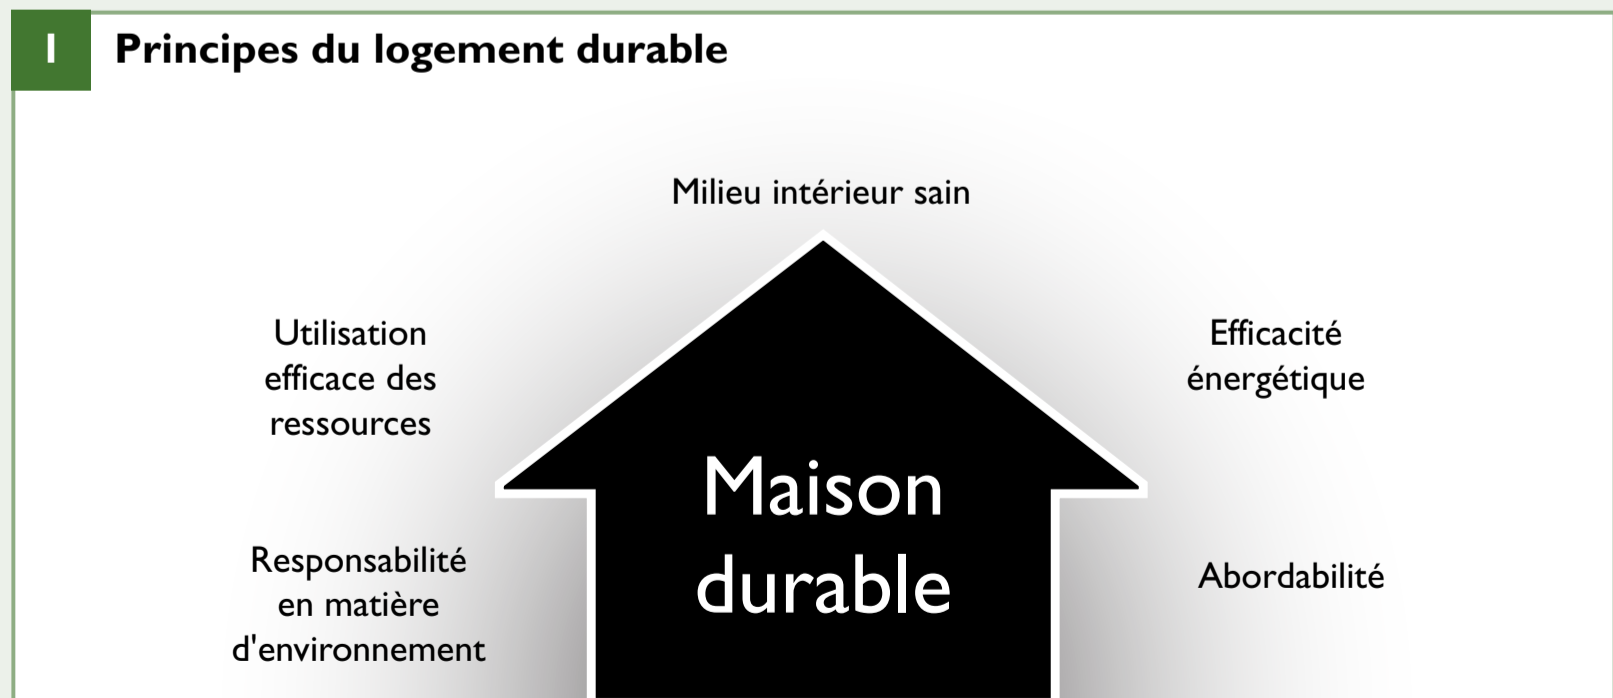 1 Principes du logement durable
Milieu intérieur sain
Utilisation
efficace des
ressources
Efficacité
énergétique
Maison
durable
Responsabilité
en matière
d'environnement
Abordabilité